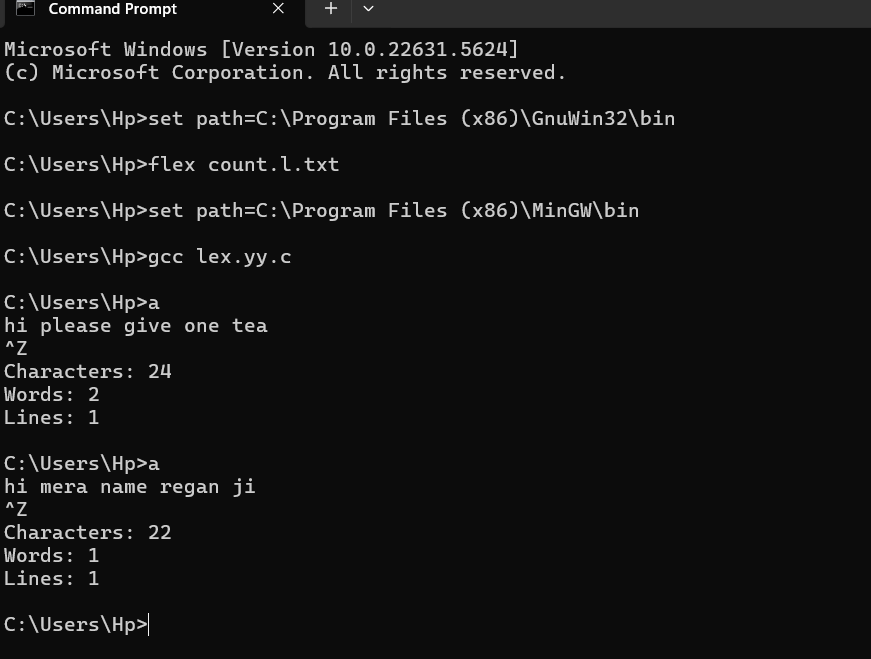 Command Prompt
Microsoft Windows [Version 10.0.22631.5624]
(c) Microsoft Corporation. All rights reserved.
C:\Users\Hp>set path=C:\Program Files (x86)\GnuWin32\bin
C:\Users\Hp>flex count.l.txt
C:\Users\Hp>set path=C:\Program Files (x86)\MinGW\bin
C:\Users\Hp>gcc lex.yy.c
C:\Users\Hp>a
hi please give one tea
^Z
Characters: 24
Words: 2
Lines: 1
C:\Users\Hp>a
hi mera name regan ji
^Z
Characters: 22
Words: 1
Lines: 1
C:\Users\Hp>